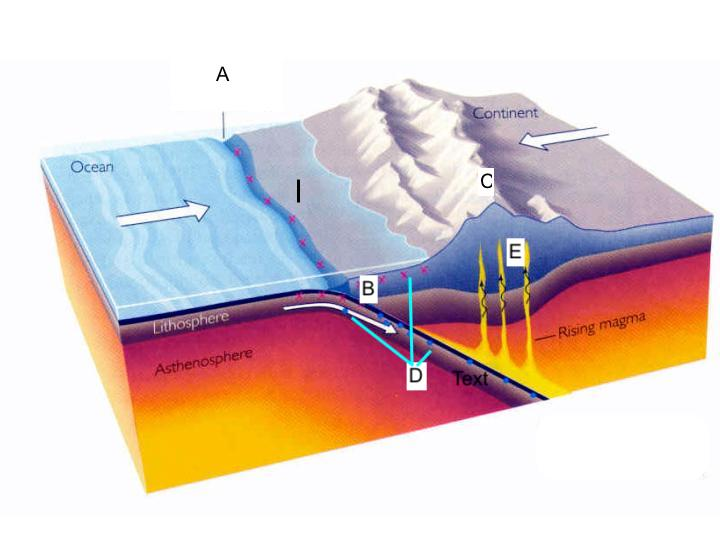 A
Continent
Ocean
I
C
E
B
Lithosphere
Rising magma
Asthenosphere
D
Text